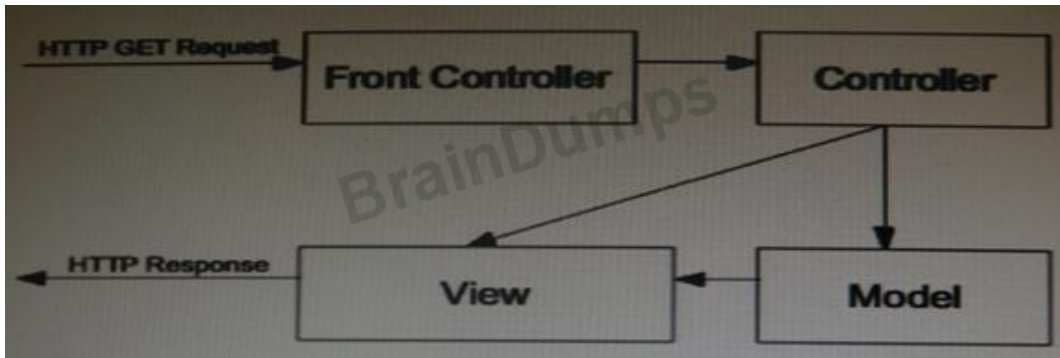 HTTP GET Request
Front Controller
Controller
BrainDumps
HTTP Response
View
Model